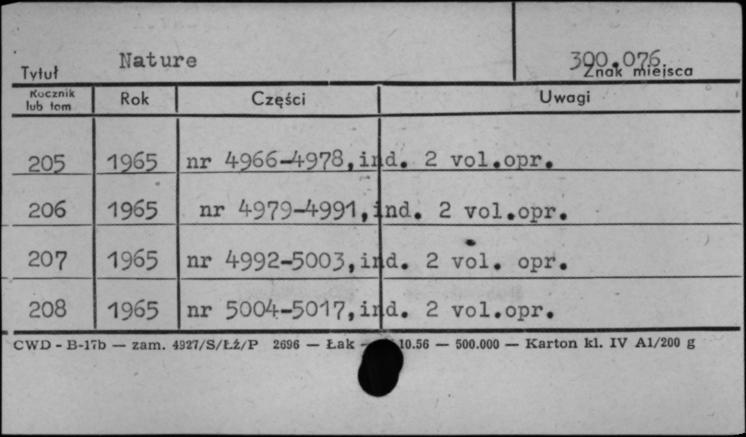 Nature 300.076
Tytuł Znak miejsca
Rocznik lub tom Rok Części Uwagi
205 1965 nr 4966-4978, ind. 2 vol.opr.
206 1965 nr 4979-4991, ind. 2 vol.opr.
207 1965 nr 4992-5003, ind. 2 vol. opr.
208 1965 nr 5004-5017, ind. 2 vol.opr.
CWD - B-17b — zam. 4927/S/Łź/P 2696 — Łak — 10.56 — 500.000 — Karton kl. IV A1/200 g